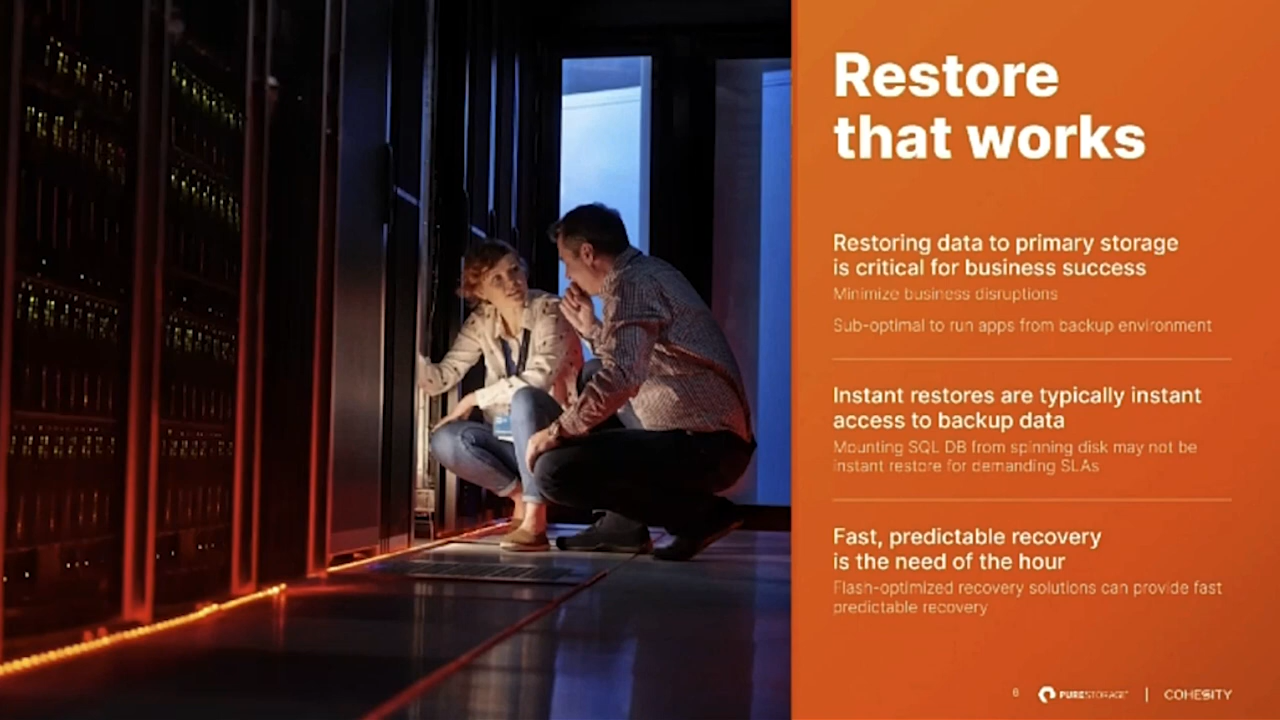 Restore
that works
Restoring data to primary storage
is critical for business success
Minimize business disruptions
Sub-optimal to run apps from backup environment
Instant restores are typically instant
access to backup data
Mounting SQL DB from spinning disk may not be
instant restore for demanding SLAs
Fast, predictable recovery
is the need of the hour
Flash-optimized recovery solutions can provide fast
predictable recovery
6 PURESTORAGE | COHESITY